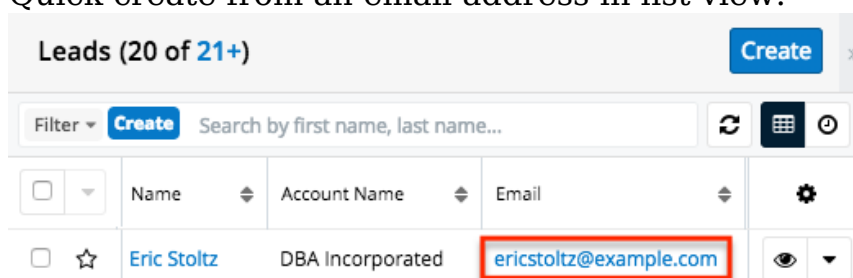 Quick create from an email address in list view:
Leads (20 of 21+)
Create
Filter Create Search by first name, last name...
Name Account Name Email
Eric Stoltz DBA Incorporated ericstoltz@example.com